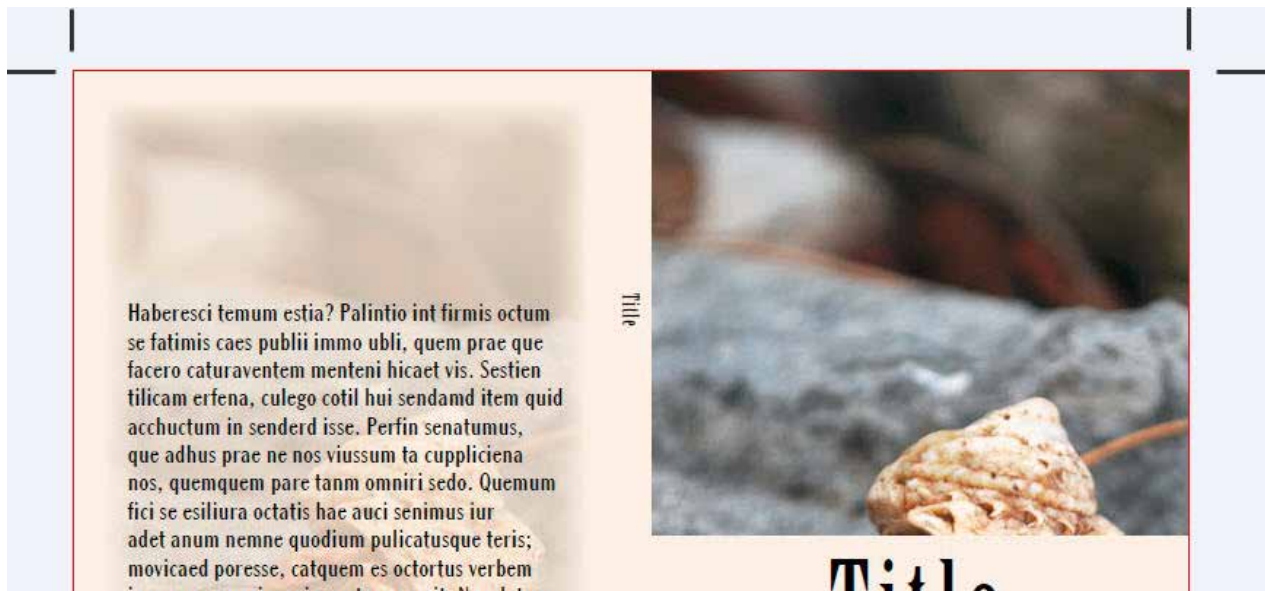 Haberesci temum estia? Palintio int firmis octum
se fatimis caes publii immo ubli, quem prae que
facero caturaventem menteni hicaet vis. Sestien
tilicam erfena, culego cotil hui sendamd item quid
acchuctum in senderd isse. Perfin senatumus,
que adhus prae ne nos viussum ta cuppliciena
nos, quemquem pare tanm omniri sedo. Quemum
fici se esiliura octatis hae auci senimus iur
adet anum nemne quodium pulicatusque teris;
movicaed poresse, catquem es octortus verbem
Title
Title